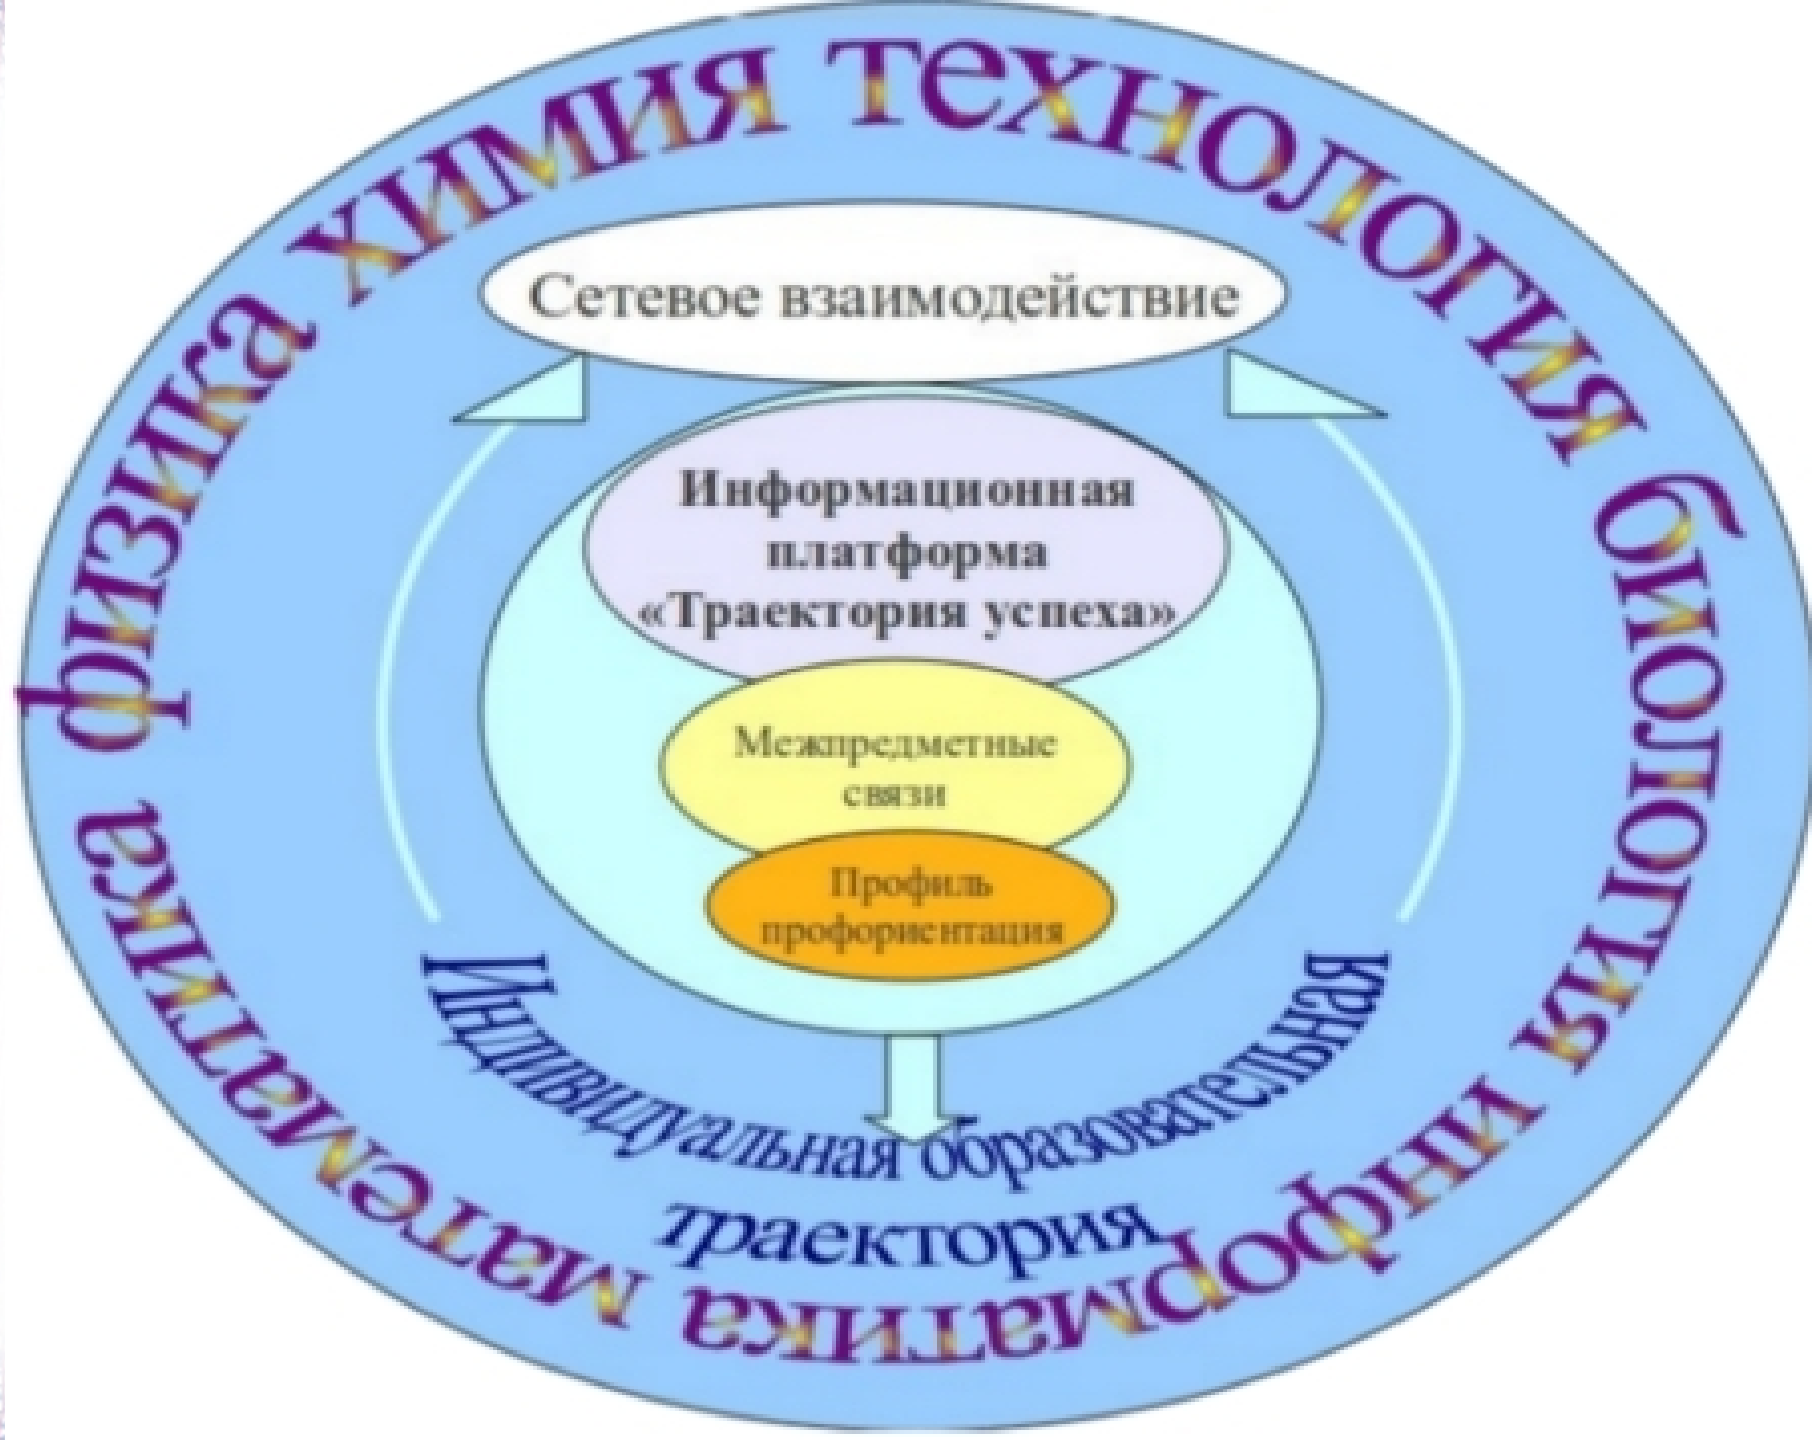 физика химия технология биология информатика математика
Сетевое взаимодействие
Информационная
платформа
«Траектория успеха»
Межпредметные
связи
Профиль
профориентация
Индивидуальная образовательная
траектория